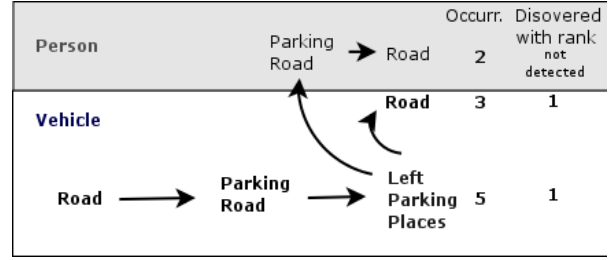 Occurr. Disovered
with rank
Person Parking
Road Road 2 not
detected
Road 3 1
Vehicle
Road Parking
Road Left
Parking
Places 5 1